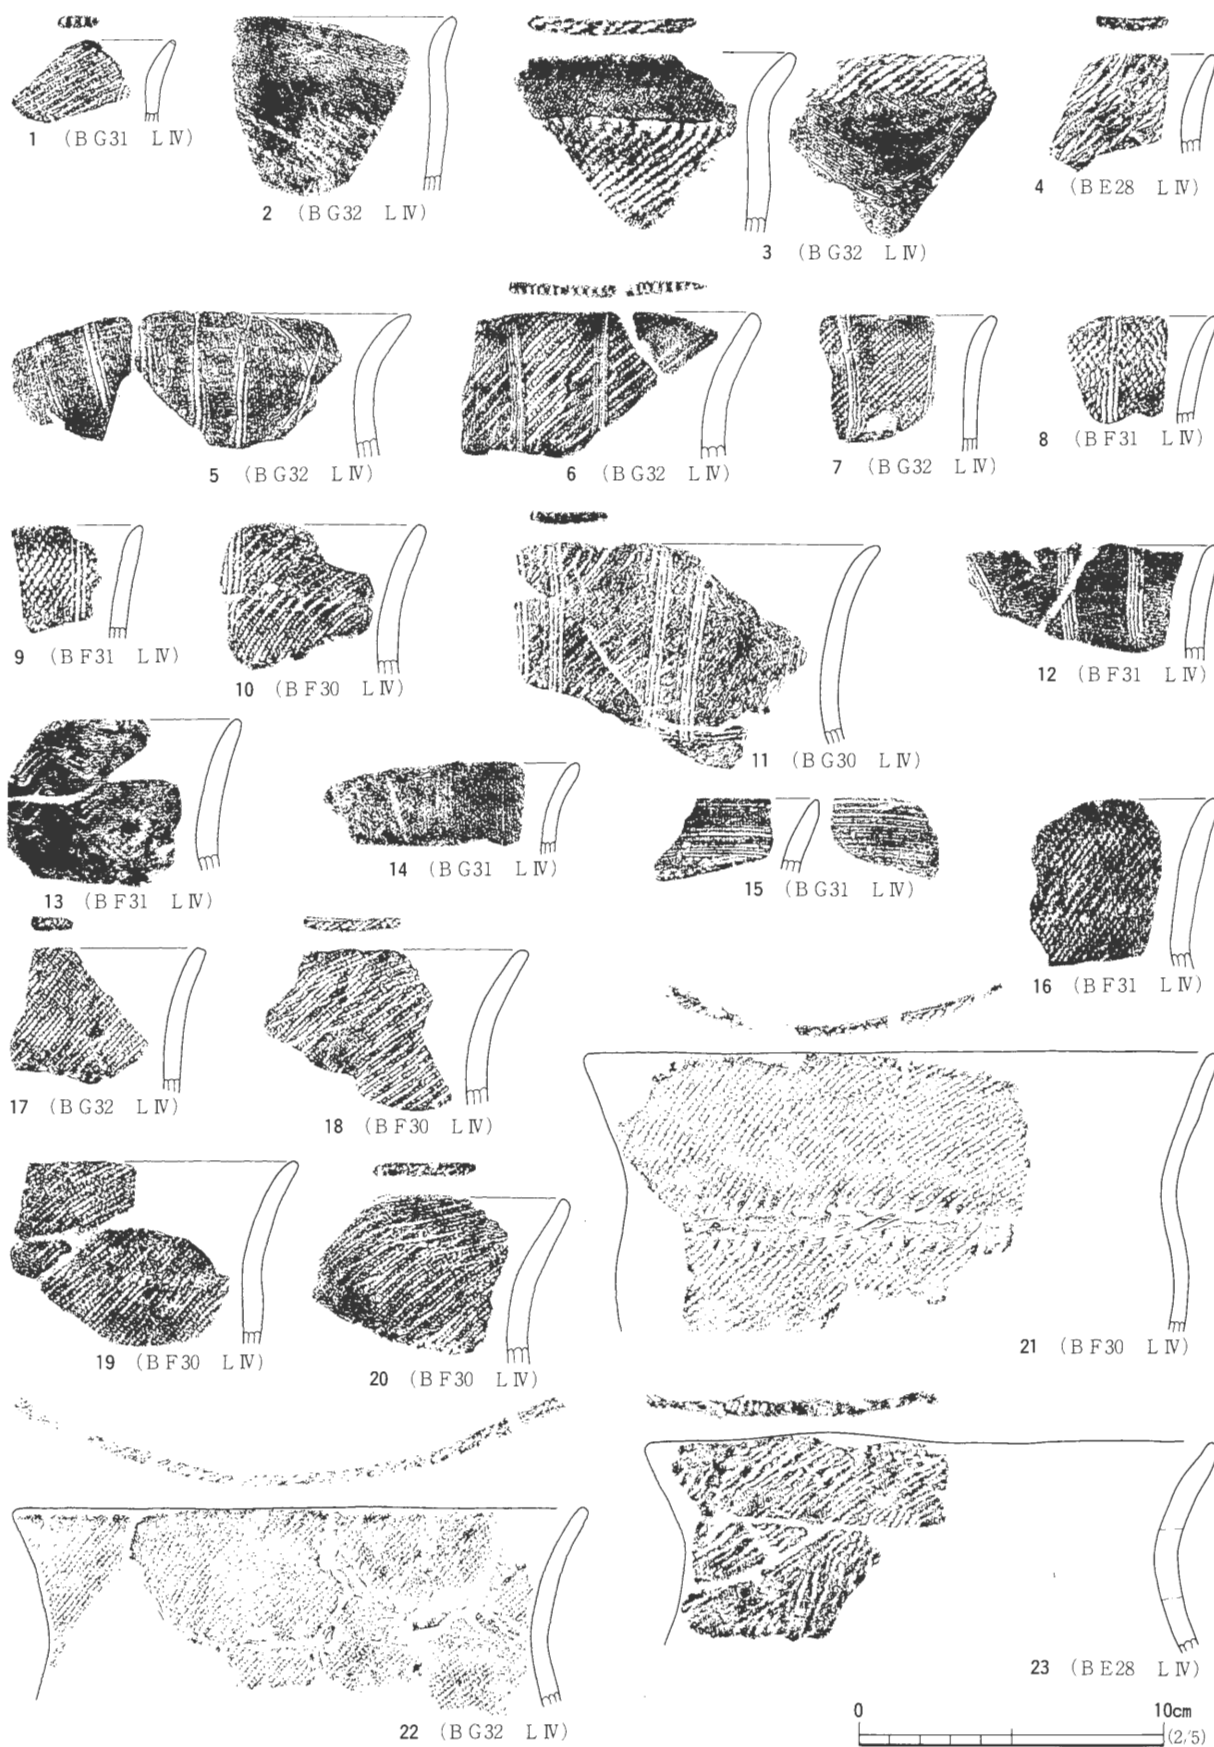 1 (BG31 LⅣ)
2 (BG32 LⅣ)
3 (BG32 LⅣ)
4 (BE28 LⅣ)
5 (BG32 LⅣ)
6 (BG32 LⅣ)
7 (BG32 LⅣ)
8 (BF31 LⅣ)
9 (BF31 LⅣ)
10 (BF30 LⅣ)
11 (BG30 LⅣ)
12 (BF31 LⅣ)
13 (BF31 LⅣ)
14 (BG31 LⅣ)
15 (BG31 LⅣ)
16 (BF31 LⅣ)
17 (BG32 LⅣ)
18 (BF30 LⅣ)
19 (BF30 LⅣ)
20 (BF30 LⅣ)
21 (BF30 LⅣ)
22 (BG32 LⅣ)
23 (BE28 LⅣ)
0 10cm
(2/5)